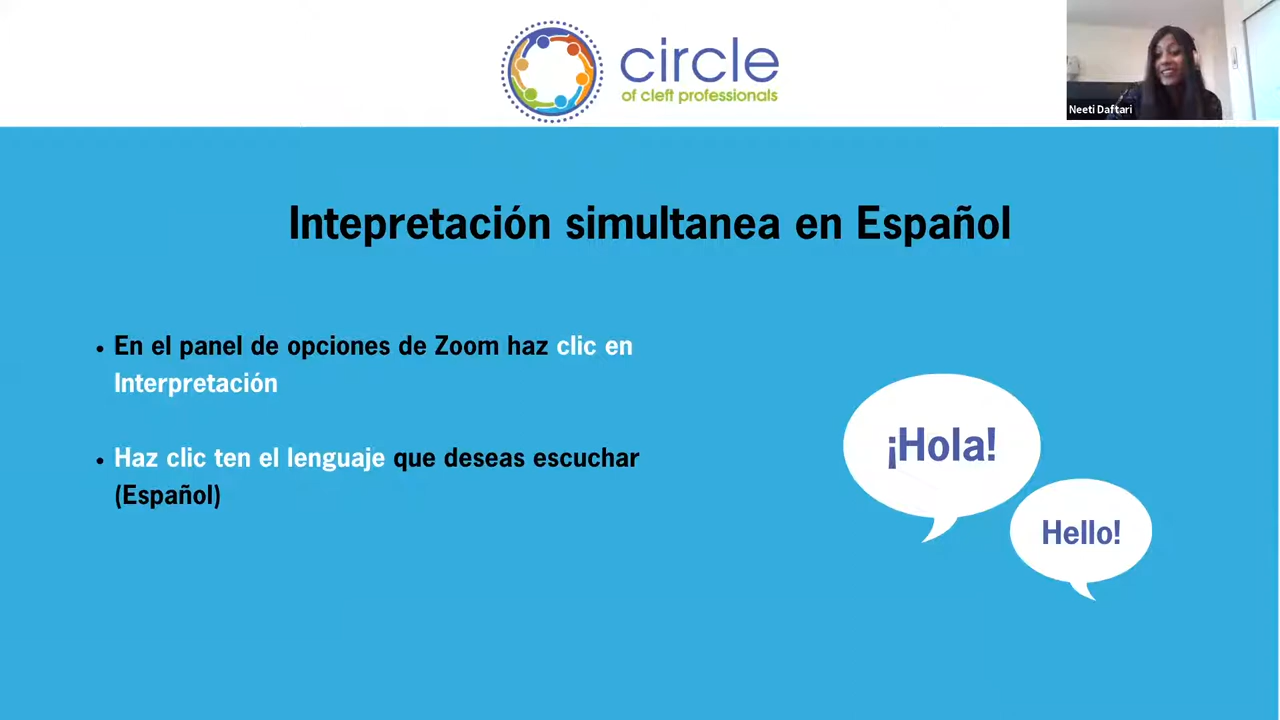 circle
of cleft professionals
Neeti Daftari
Intepretación simultanea en Español
• En el panel de opciones de Zoom haz clic en
Interpretación
• Haz clic ten el lenguaje que deseas escuchar
(Español)
¡Hola!
Hello!